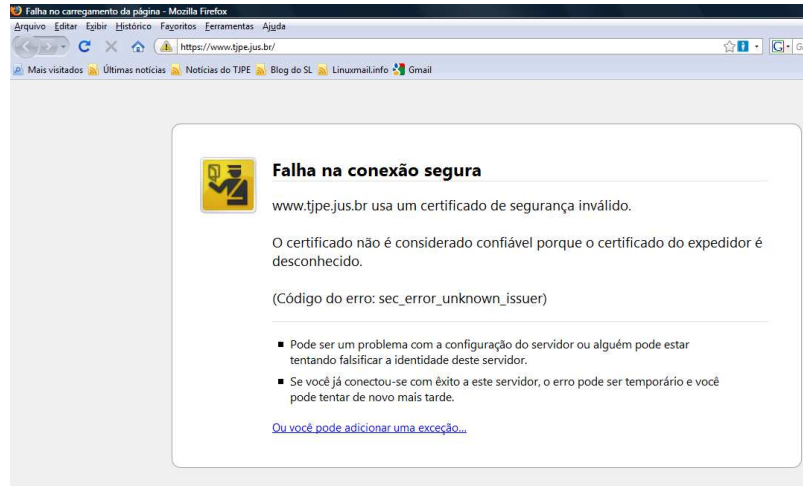 Falha no carregamento da página - Mozilla Firefox
Arquivo Editar Exibir Histórico Favoritos Ferramentas Ajuda
https://www.tjpe.jus.br/
Mais visitados Últimas notícias Notícias do TJPE Blog do SL Linuxmail.info Gmail
Falha na conexão segura
www.tjpe.jus.br usa um certificado de segurança inválido.
O certificado não é considerado confiável porque o certificado do expedidor é
desconhecido.
(Código do erro: sec_error_unknown_issuer)
Pode ser um problema com a configuração do servidor ou alguém pode estar
tentando falsificar a identidade deste servidor.
Se você já conectou-se com êxito a este servidor, o erro pode ser temporário e você
pode tentar de novo mais tarde.
Ou você pode adicionar uma exceção...